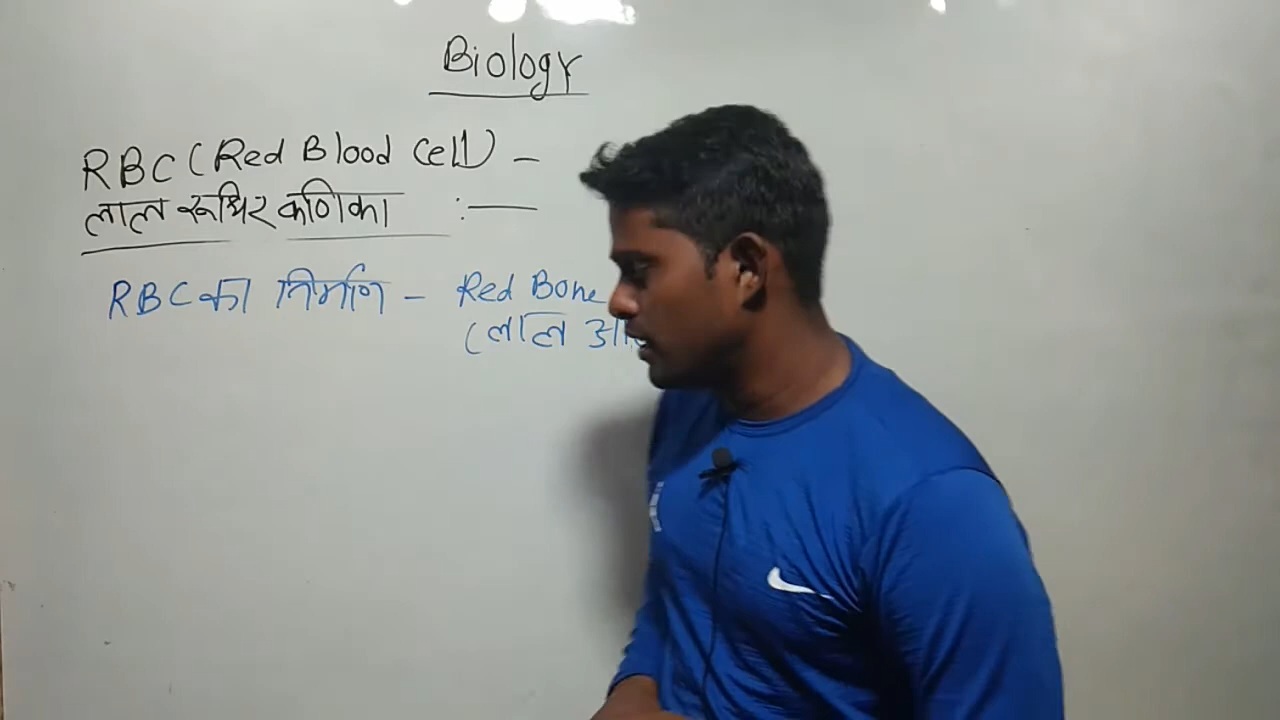 Biology
RBC (Red Blood Cell) -
लाल रूधिर कणिका :-
RBC का निर्माण - Red Bone
(लाल